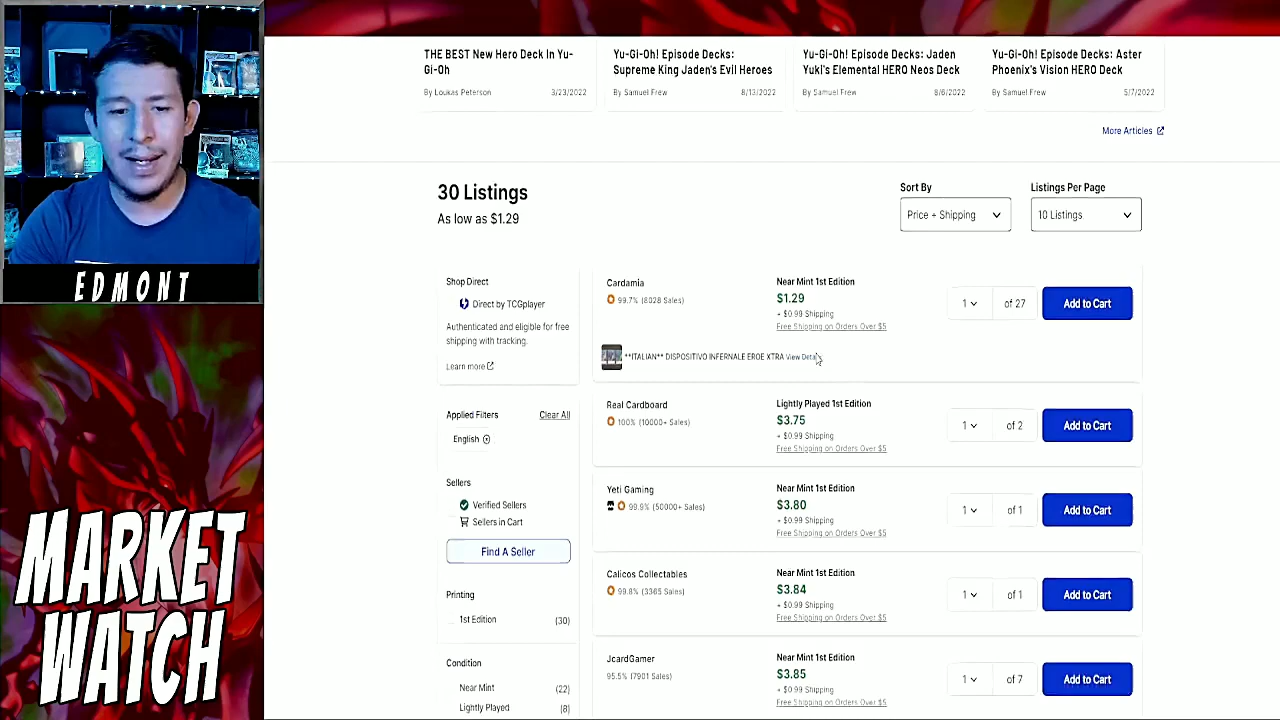 THE BEST New Hero Deck In Yu-
Gi-Oh
By Loukas Peterson 3/23/2022
Yu-Gi-Oh! Episode Decks:
Supreme King Jaden's Evil Heroes
By Samuel Frew 8/13/2022
Yu-Gi-Oh! Episode Decks: Jaden
Yuki's Elemental HERO Neos Deck
By Samuel Frew 8/6/2022
Yu-Gi-Oh! Episode Decks: Aster
Phoenix's Vision HERO Deck
By Samuel Frew 5/7/2022
More Articles
EDMONT
MARKET
WATCH
30 Listings
As low as $1.29
Sort By
Price + Shipping
Listings Per Page
10 Listings
Shop Direct
Direct by TCGplayer
Authenticated and eligible for free
shipping with tracking.
Learn more
Applied Filters Clear All
English
Sellers
Verified Sellers
Sellers in Cart
Find A Seller
Printing
1st Edition (30)
Condition
Near Mint (22)
Lightly Played (8)
Cardamia
99.7% (8028 Sales)
Near Mint 1st Edition
$1.29
+ $0.99 Shipping
Free Shipping on Orders Over $5
1 of 27 Add to Cart
**ITALIAN** DISPOSITIVO INFERNALE EROE XTRA View Details
Real Cardboard
100% (10000+ Sales)
Lightly Played 1st Edition
$3.75
+ $0.99 Shipping
Free Shipping on Orders Over $5
1 of 2 Add to Cart
Yeti Gaming
99.9% (50000+ Sales)
Near Mint 1st Edition
$3.80
+ $0.99 Shipping
Free Shipping on Orders Over $5
1 of 1 Add to Cart
Calicos Collectables
99.8% (3365 Sales)
Near Mint 1st Edition
$3.84
+ $0.99 Shipping
Free Shipping on Orders Over $5
1 of 1 Add to Cart
JcardGamer
95.5% (7901 Sales)
Near Mint 1st Edition
$3.85
+ $0.99 Shipping
Free Shipping on Orders Over $5
1 of 7 Add to Cart